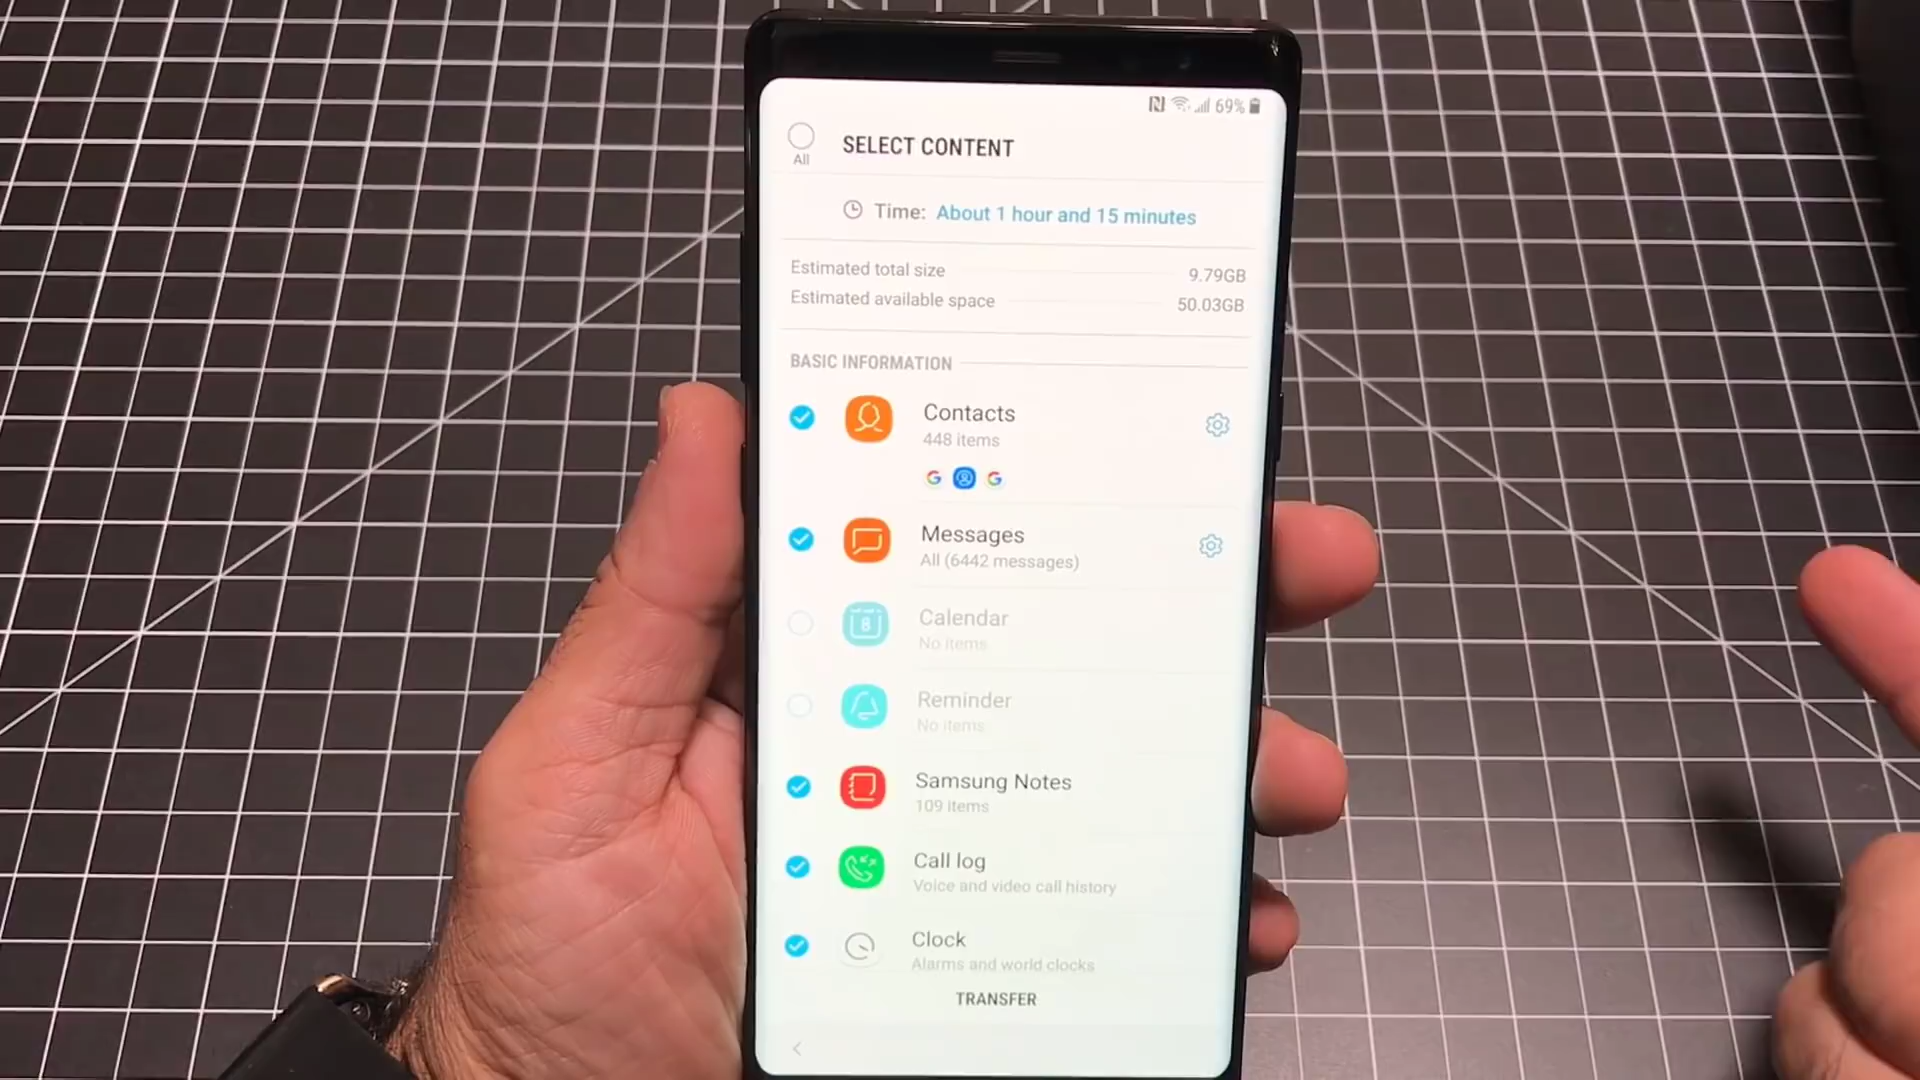 69%
All
SELECT CONTENT
Time: About 1 hour and 15 minutes
Estimated total size 9.79GB
Estimated available space 50.03GB
BASIC INFORMATION
Contacts
448 items
G G
Messages
All (6442 messages)
8
Calendar
No items
Reminder
No items
Samsung Notes
109 items
Call log
Voice and video call history
Clock
Alarms and world clocks
TRANSFER